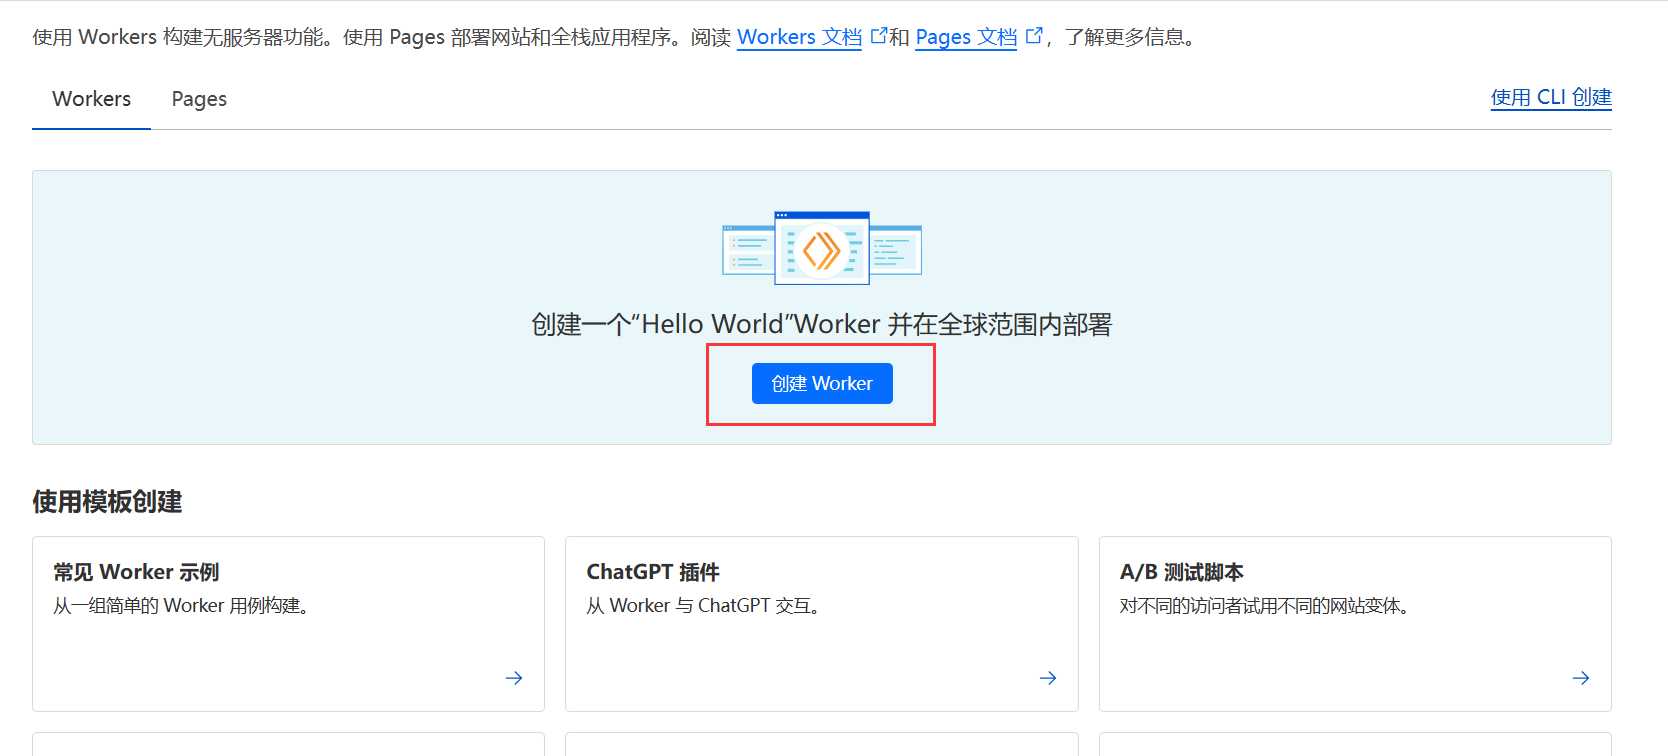 使用 Workers 构建无服务器功能。使用 Pages 部署网站和全栈应用程序。阅读 Workers 文档 和 Pages 文档 ，了解更多信息。
Workers Pages 使用 CLI 创建
创建一个“Hello World”Worker 并在全球范围内部署
创建 Worker
使用模板创建
常见 Worker 示例
从一组简单的 Worker 用例构建。
ChatGPT 插件
从 Worker 与 ChatGPT 交互。
A/B 测试脚本
对不同的访问者试用不同的网站变体。